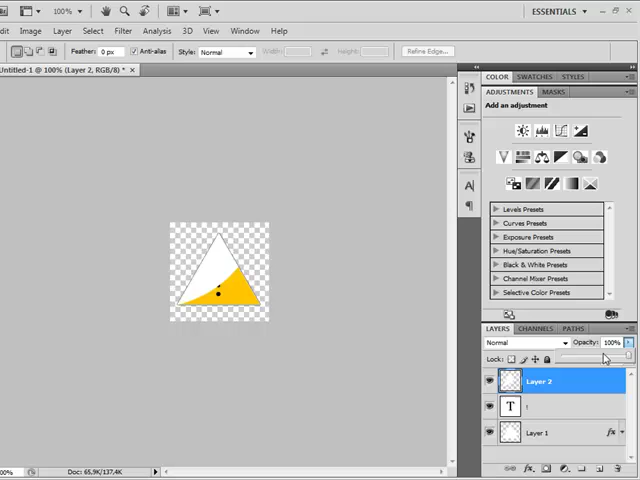 100%
ESSENTIALS
Image Layer Select Filter Analysis 3D View Window Help
Feather: 0 px Anti-alias Style: Normal Width: Height: Refine Edge...
Untitled-1 @ 100% (Layer 2, RGB/8) *
COLOR SWATCHES STYLES
ADJUSTMENTS MASKS
Add an adjustment
Levels Presets
Curves Presets
Exposure Presets
Hue/Saturation Presets
Black & White Presets
Channel Mixer Presets
Selective Color Presets
LAYERS CHANNELS PATHS
Normal Opacity: 100%
Lock:
Layer 2
T !
Layer 1 fx
Doc: 65,9K/137,4K